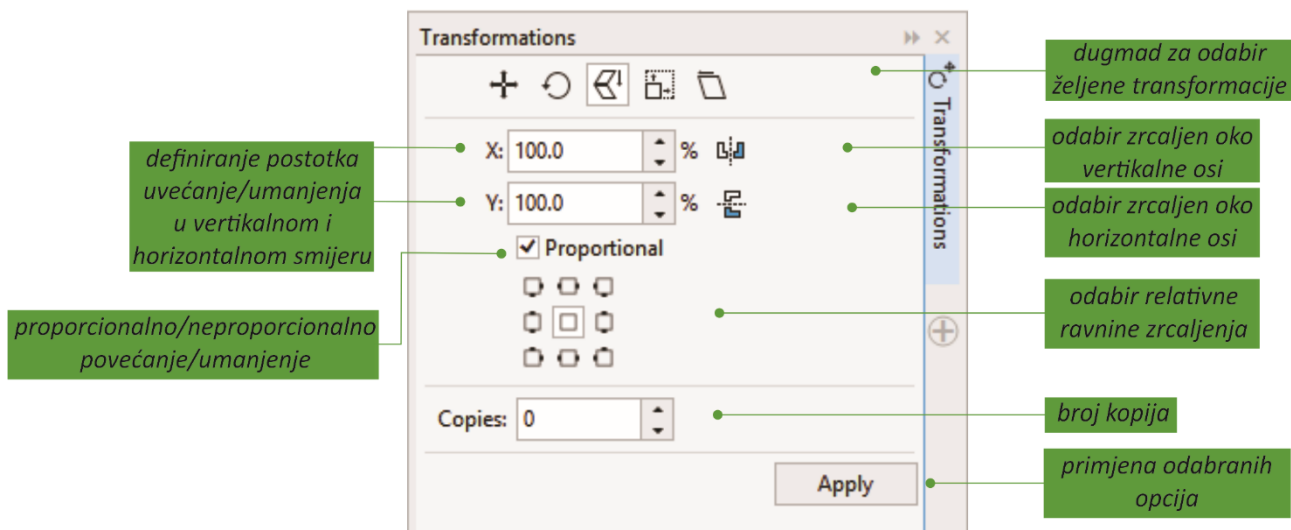 Transformations
dugmad za odabir
željene transformacije
Transformations
definiranje postotka
uvećanje/umanjenja
u vertikalnom i
horizontalnom smijeru
X: 100.0 %
odabir zrcaljen oko
vertikalne osi
Y: 100.0 %
odabir zrcaljen oko
horizontalne osi
Proportional
proporcionalno/neproporcionalno
povećanje/umanjenje
odabir relativne
ravnine zrcaljenja
Copies: 0
broj kopija
Apply
primjena odabranih
opcija